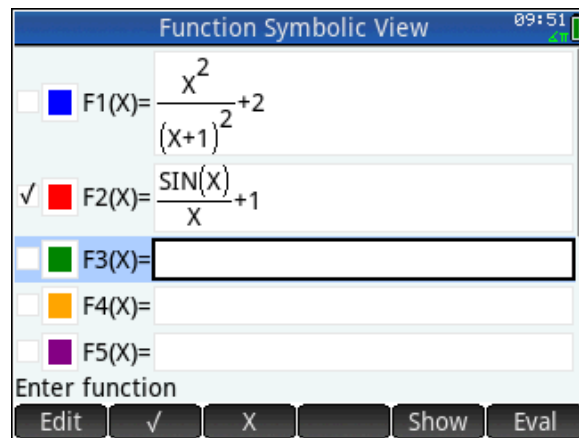 Function Symbolic View 09:51
∡π
F1(X)= X²/(X+1)² +2
√ F2(X)= SIN(X)/X +1
F3(X)=
F4(X)=
F5(X)=
Enter function
Edit √ X Show Eval